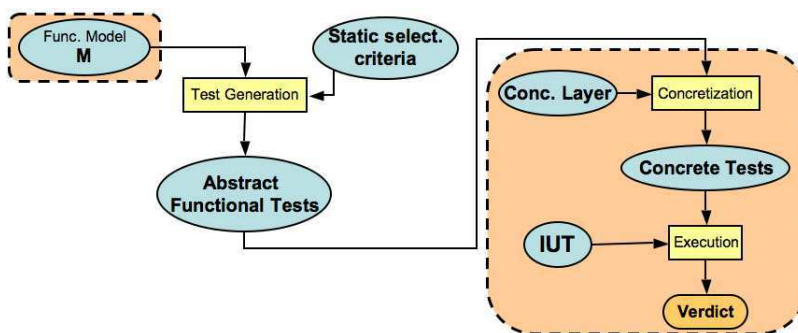 Func. Model
M
Static select.
criteria
Test Generation
Abstract
Functional Tests
Conc. Layer
Concretization
Concrete Tests
IUT
Execution
Verdict